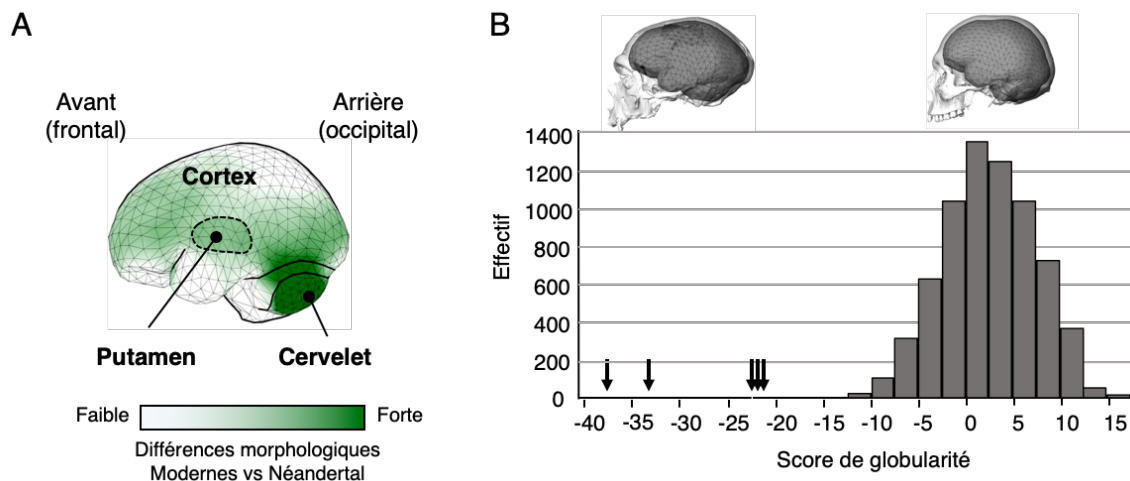 A
Avant
(frontal)
Arrière
(occipital)
Cortex
Putamen
Cervelet
Faible
Forte
Différences morphologiques
Modernes vs Néandertal
B
Effectif
1400
1200
1000
800
600
400
200
0
-40 -35 -30 -25 -20 -15 -10 -5 0 5 10 15
Score de globularité